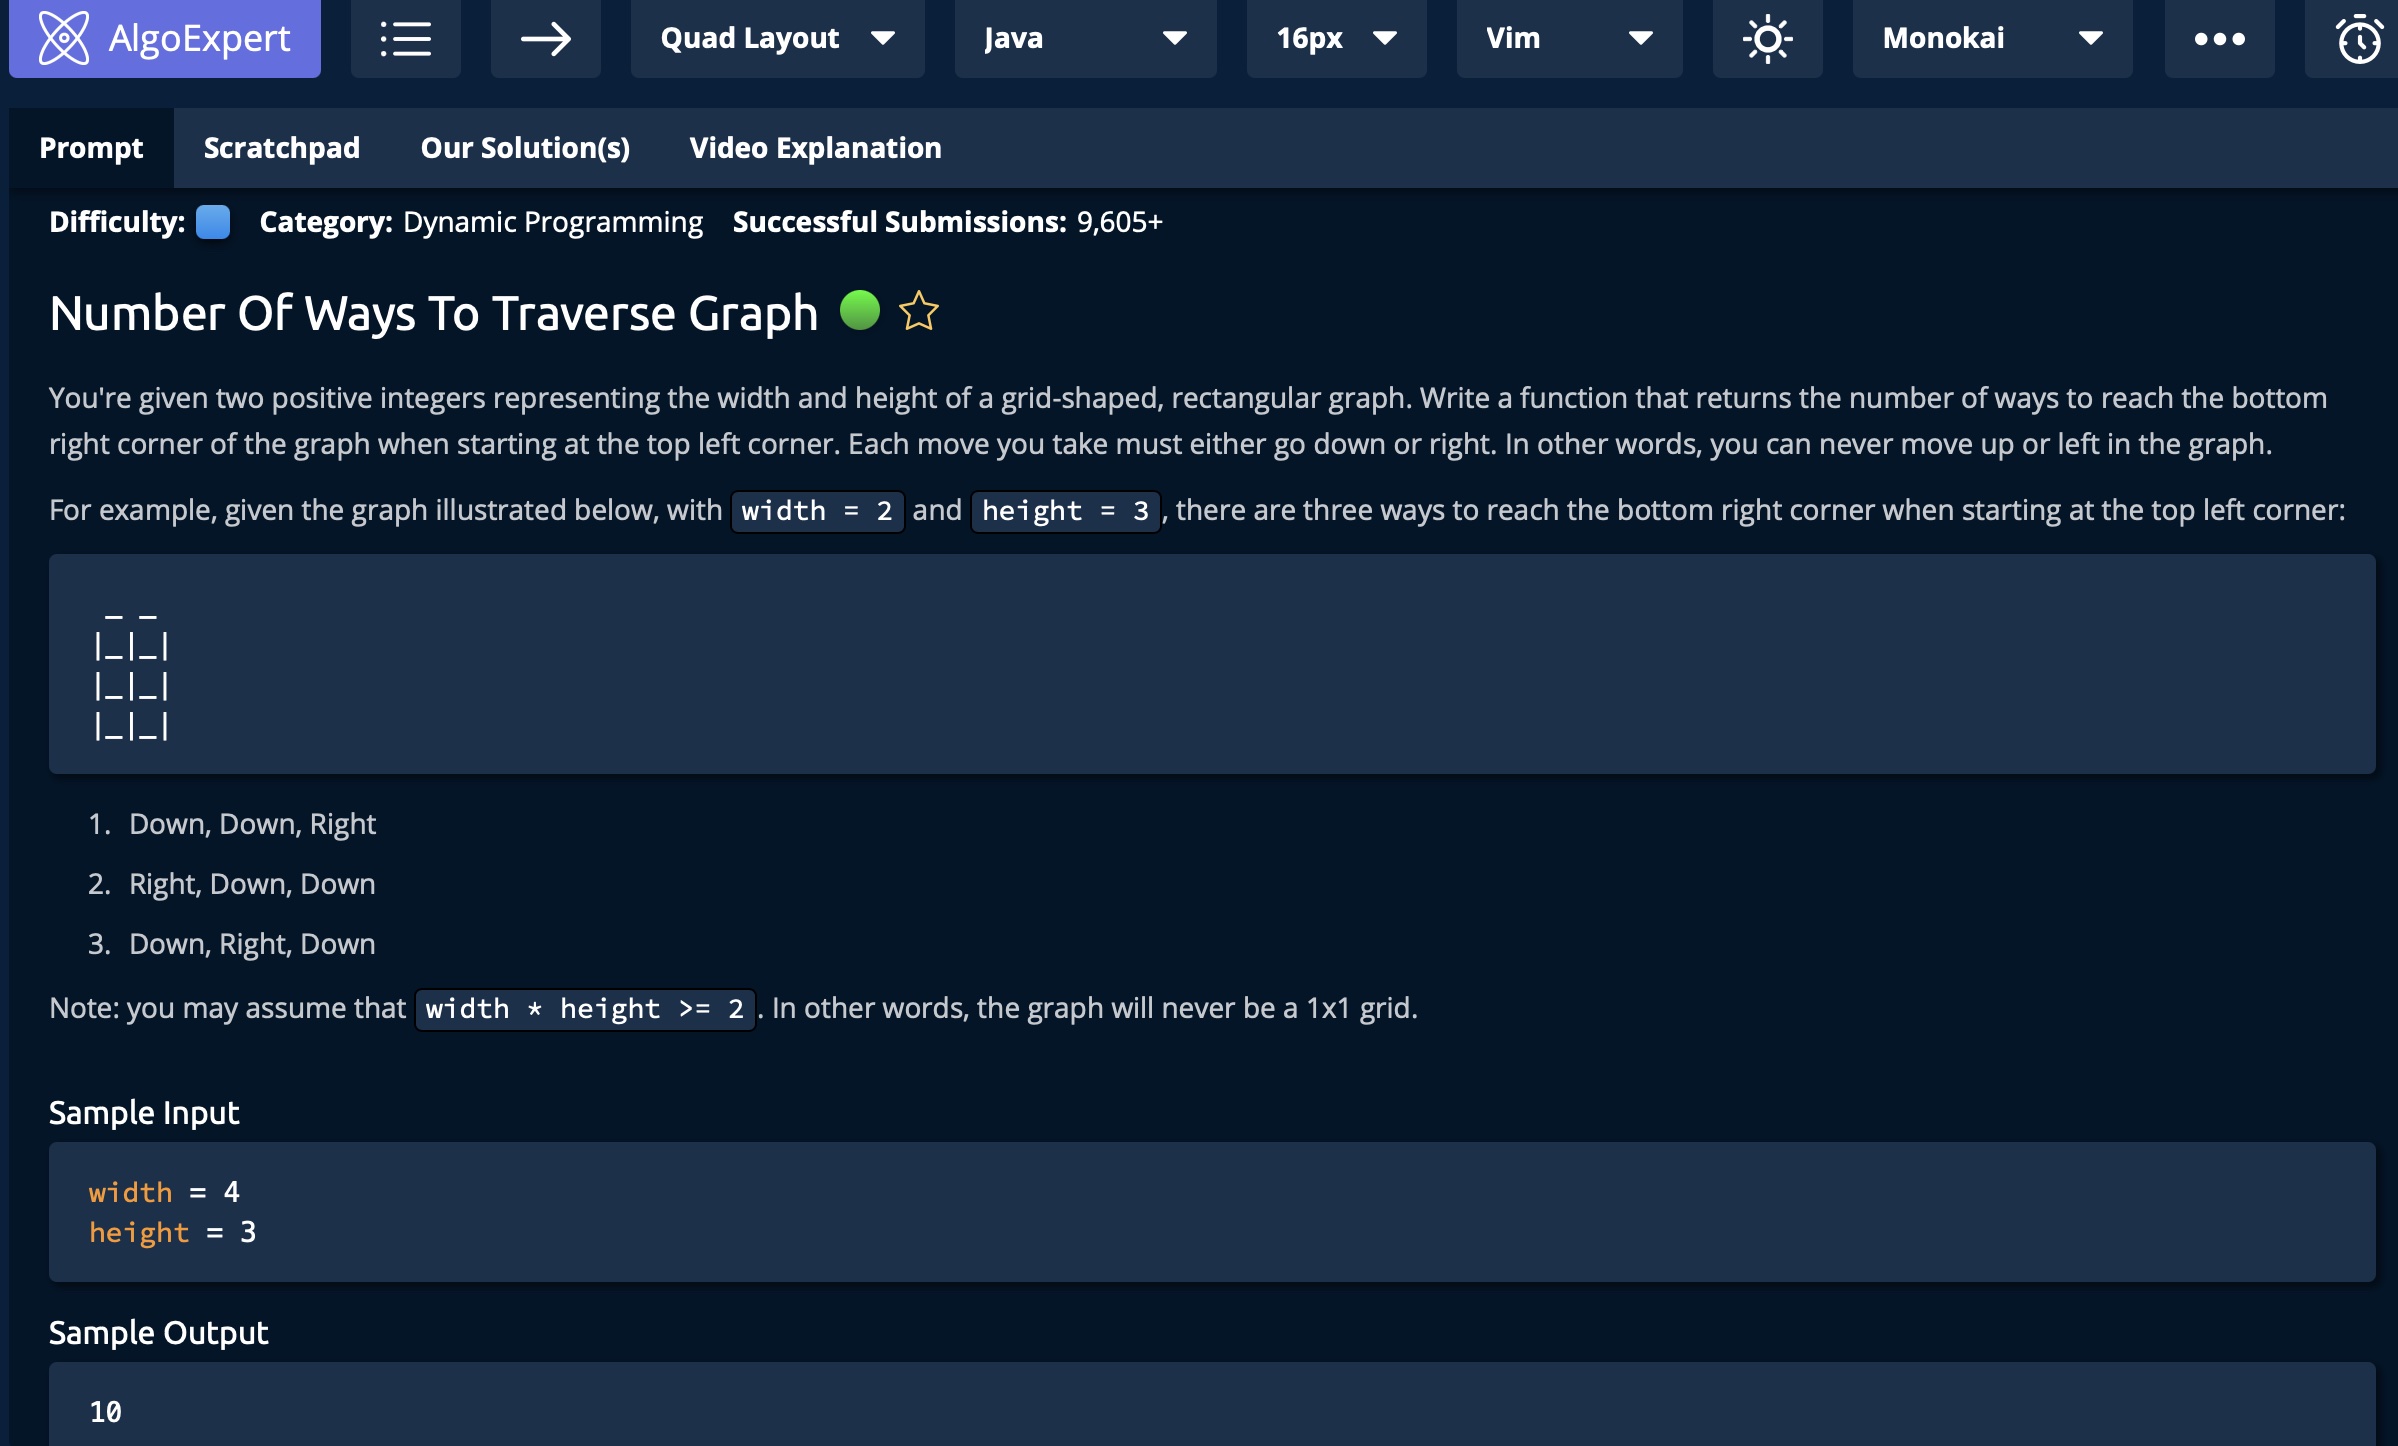 AlgoExpert Quad Layout Java 16px Vim Monokai
Prompt Scratchpad Our Solution(s) Video Explanation
Difficulty: Category: Dynamic Programming Successful Submissions: 9,605+
Number Of Ways To Traverse Graph
You're given two positive integers representing the width and height of a grid-shaped, rectangular graph. Write a function that returns the number of ways to reach the bottom
right corner of the graph when starting at the top left corner. Each move you take must either go down or right. In other words, you can never move up or left in the graph.
For example, given the graph illustrated below, with width = 2 and height = 3, there are three ways to reach the bottom right corner when starting at the top left corner:
 _ _
|_|_|
|_|_|
|_|_|
1. Down, Down, Right
2. Right, Down, Down
3. Down, Right, Down
Note: you may assume that width * height >= 2. In other words, the graph will never be a 1x1 grid.
Sample Input
width = 4
height = 3
Sample Output
10